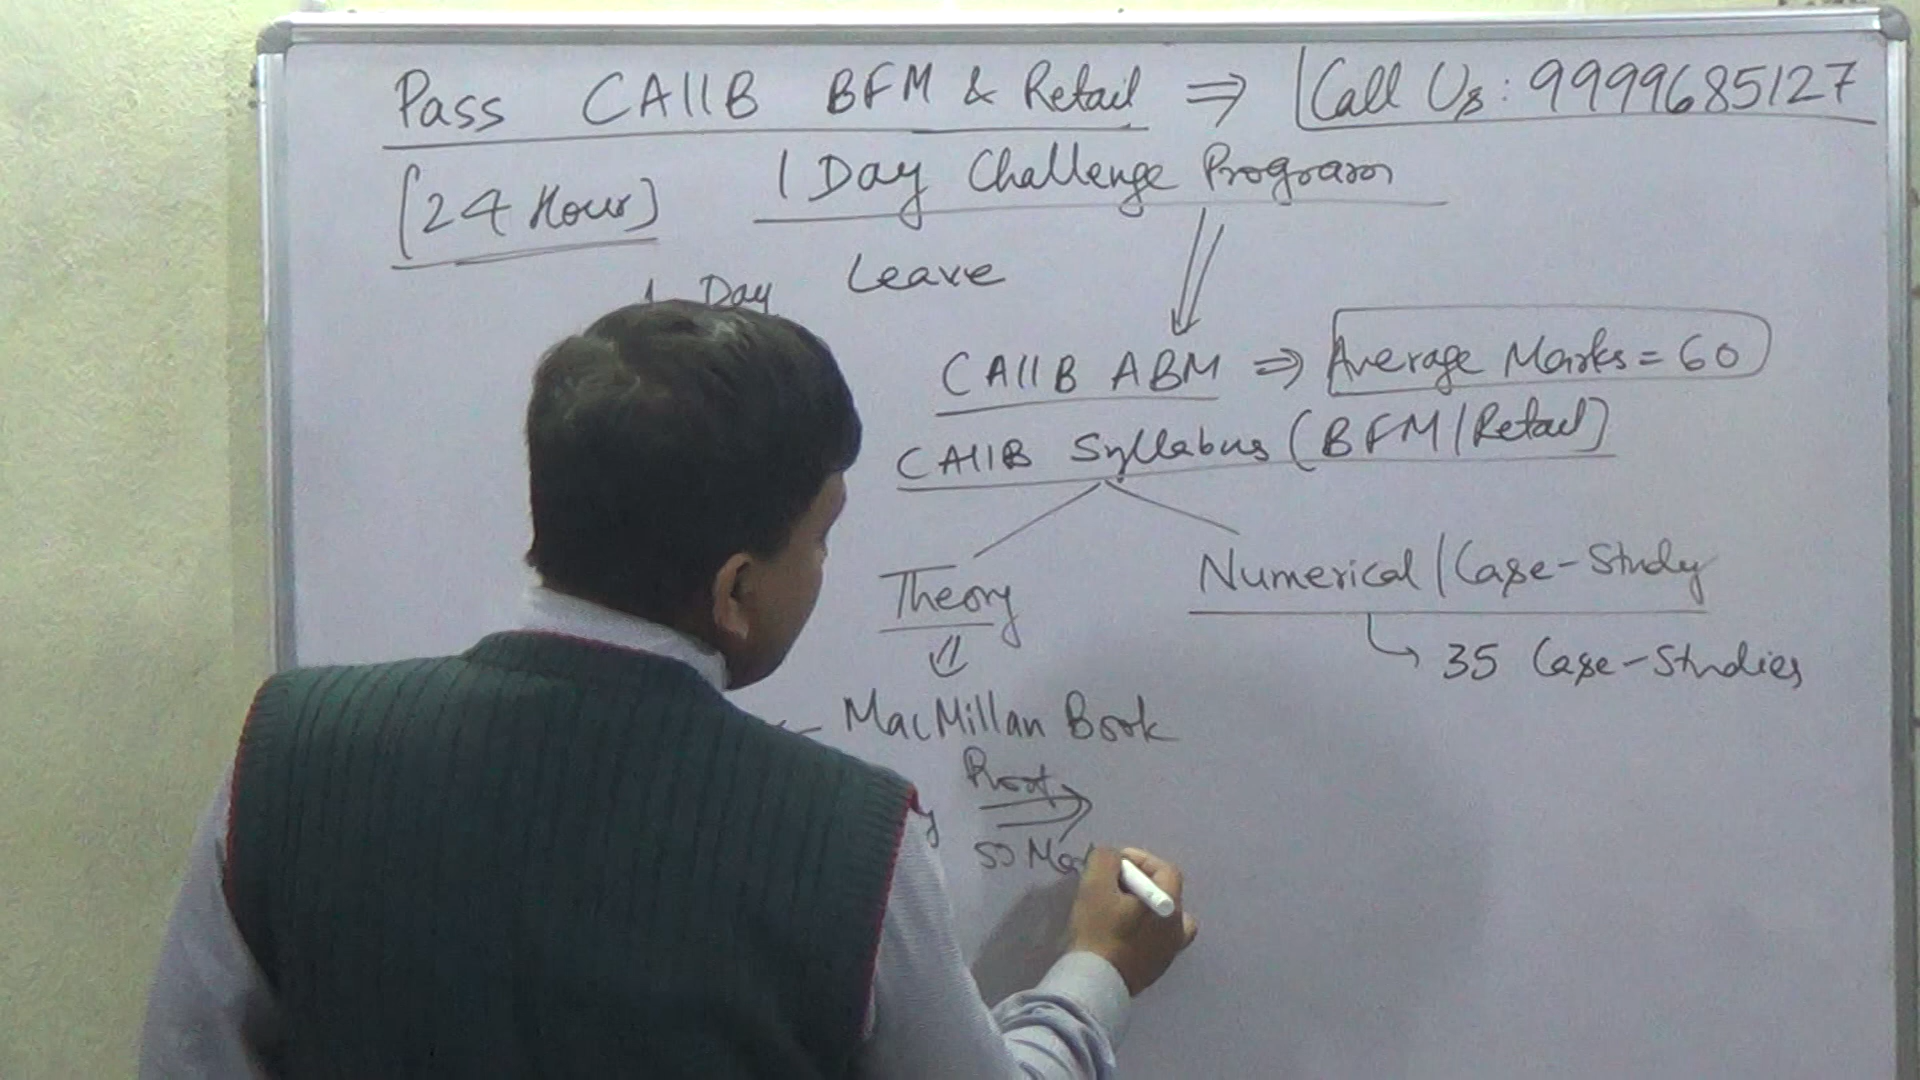 Pass CAIIB BFM & Retail ⇒ Call Us: 9999685127
[24 Hour] 1 Day Challenge Program
1 Day Leave
CAIIB ABM ⇒ Average Marks = 60
CAIIB Syllabus (BFM/Retail]
Theory Numerical/Case-Study
35 Case-Studies
MacMillan Book
50